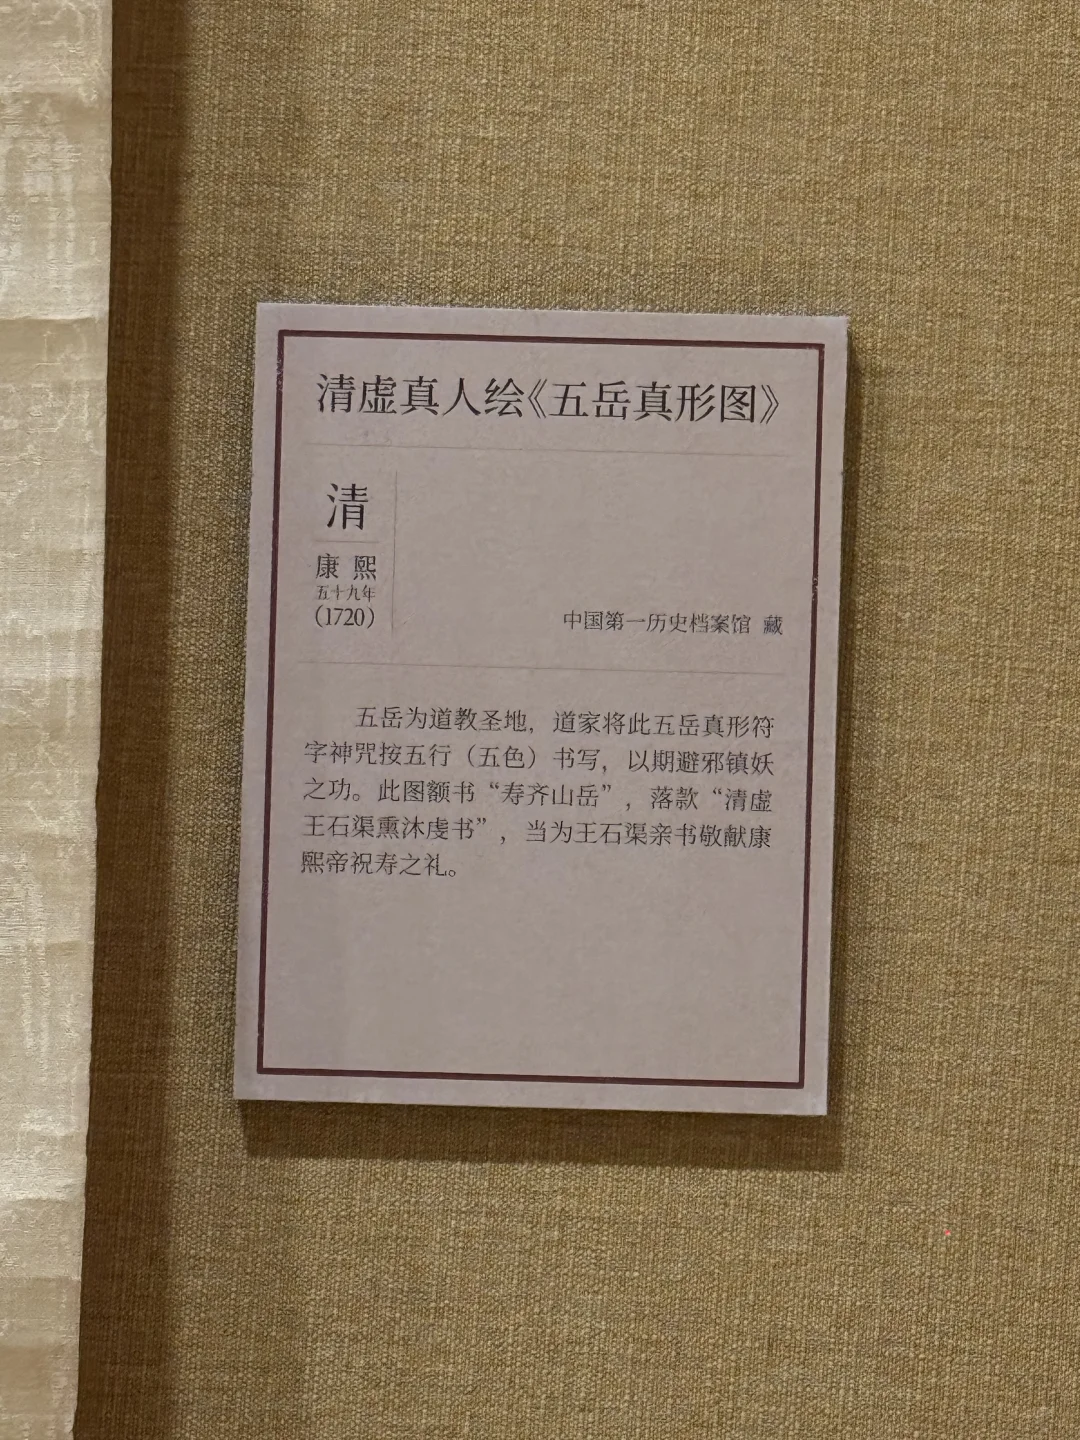 清虚真人绘《五岳真形图》
清
康熙
五十九年
（1720）
中国第一历史档案馆 藏
五岳为道教圣地，道家将此五岳真形符
字神咒按五行（五色）书写，以期避邪镇妖
之功。此图额书“寿齐山岳”，落款“清虚
王石渠熏沐虔书”，当为王石渠亲书敬献康
熙帝祝寿之礼。